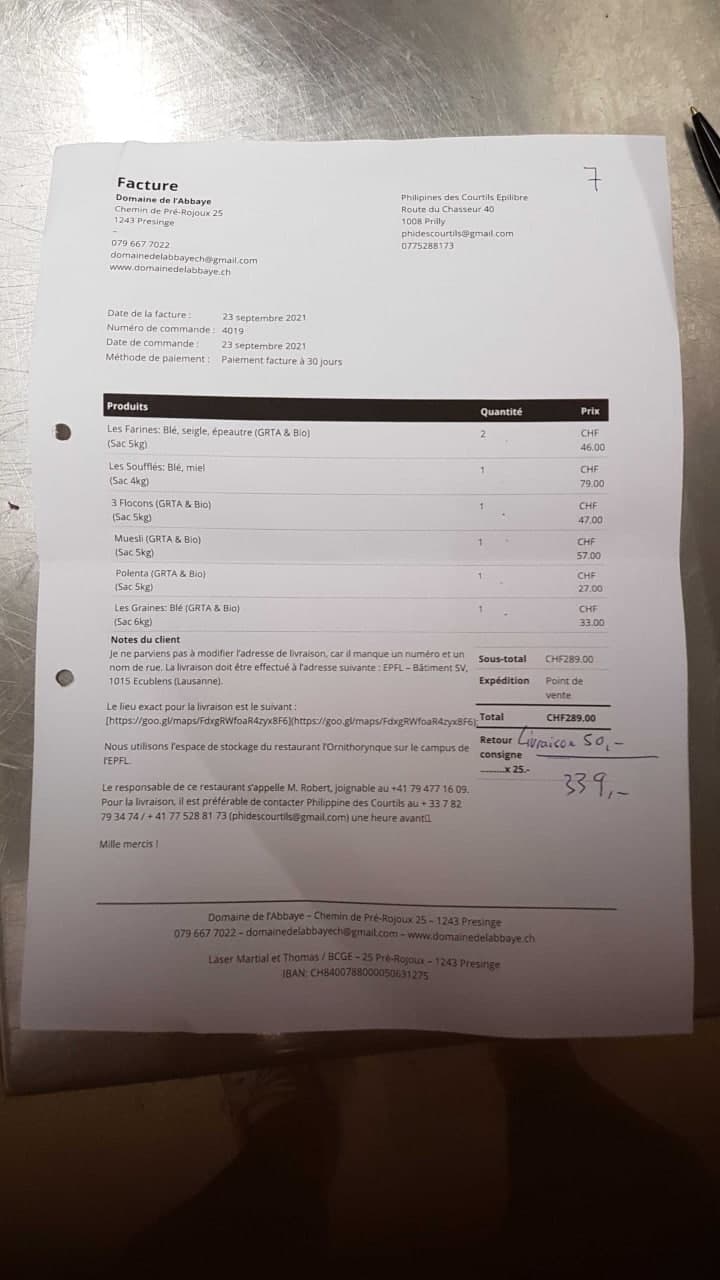 7
Facture
Domaine de l'Abbaye
Chemin de Pré-Rojoux 25
1243 Presinge
–
079 667 7022
domainedelabbayech@gmail.com
www.domainedelabbaye.ch
Philipines des Courtils Epilibre
Route du Chasseur 40
1008 Prilly
phidescourtils@gmail.com
0775288173
Date de la facture : 23 septembre 2021
Numéro de commande : 4019
Date de commande : 23 septembre 2021
Méthode de paiement : Paiement facture à 30 jours
Produits Quantité Prix
Les Farines: Blé, seigle, épeautre (GRTA & Bio) 2 CHF
(Sac 5kg) 46.00
Les Soufflés: Blé, miel 1 CHF
(Sac 4kg) 79.00
3 Flocons (GRTA & Bio) 1 CHF
(Sac 5kg) 47.00
Muesli (GRTA & Bio) 1 CHF
(Sac 5kg) 57.00
Polenta (GRTA & Bio) 1 CHF
(Sac 5kg) 27.00
Les Graines: Blé (GRTA & Bio) 1 CHF
(Sac 6kg) 33.00
Notes du client
Je ne parviens pas à modifier l'adresse de livraison, car il manque un numéro et un
nom de rue. La livraison doit être effectué à l'adresse suivante : EPFL – Bâtiment SV,
1015 Ecublens (Lausanne).
Le lieu exact pour la livraison est le suivant :
[https://goo.gl/maps/FdxgRWfoaR4zyx8F6](https://goo.gl/maps/FdxgRWfoaR4zyx8F6)
Nous utilisons l'espace de stockage du restaurant l'Ornithorynque sur le campus de
l'EPFL.
Le responsable de ce restaurant s'appelle M. Robert, joignable au +41 79 477 16 09.
Pour la livraison, il est préférable de contacter Philippine des Courtils au + 33 7 82
79 34 74 / + 41 77 528 81 73 (phidescourtils@gmail.com) une heure avant
Mille mercis !
Sous-total CHF289.00
Expédition Point de
vente
Total CHF289.00
Retour Livraison 50,-
consigne
........x 25.-
339,-
Domaine de l'Abbaye – Chemin de Pré-Rojoux 25 – 1243 Presinge
079 667 7022 – domainedelabbayech@gmail.com – www.domainedelabbaye.ch
Laser Martial et Thomas / BCGE – 25 Pré-Rojoux – 1243 Presinge
IBAN: CH8400788000050631275